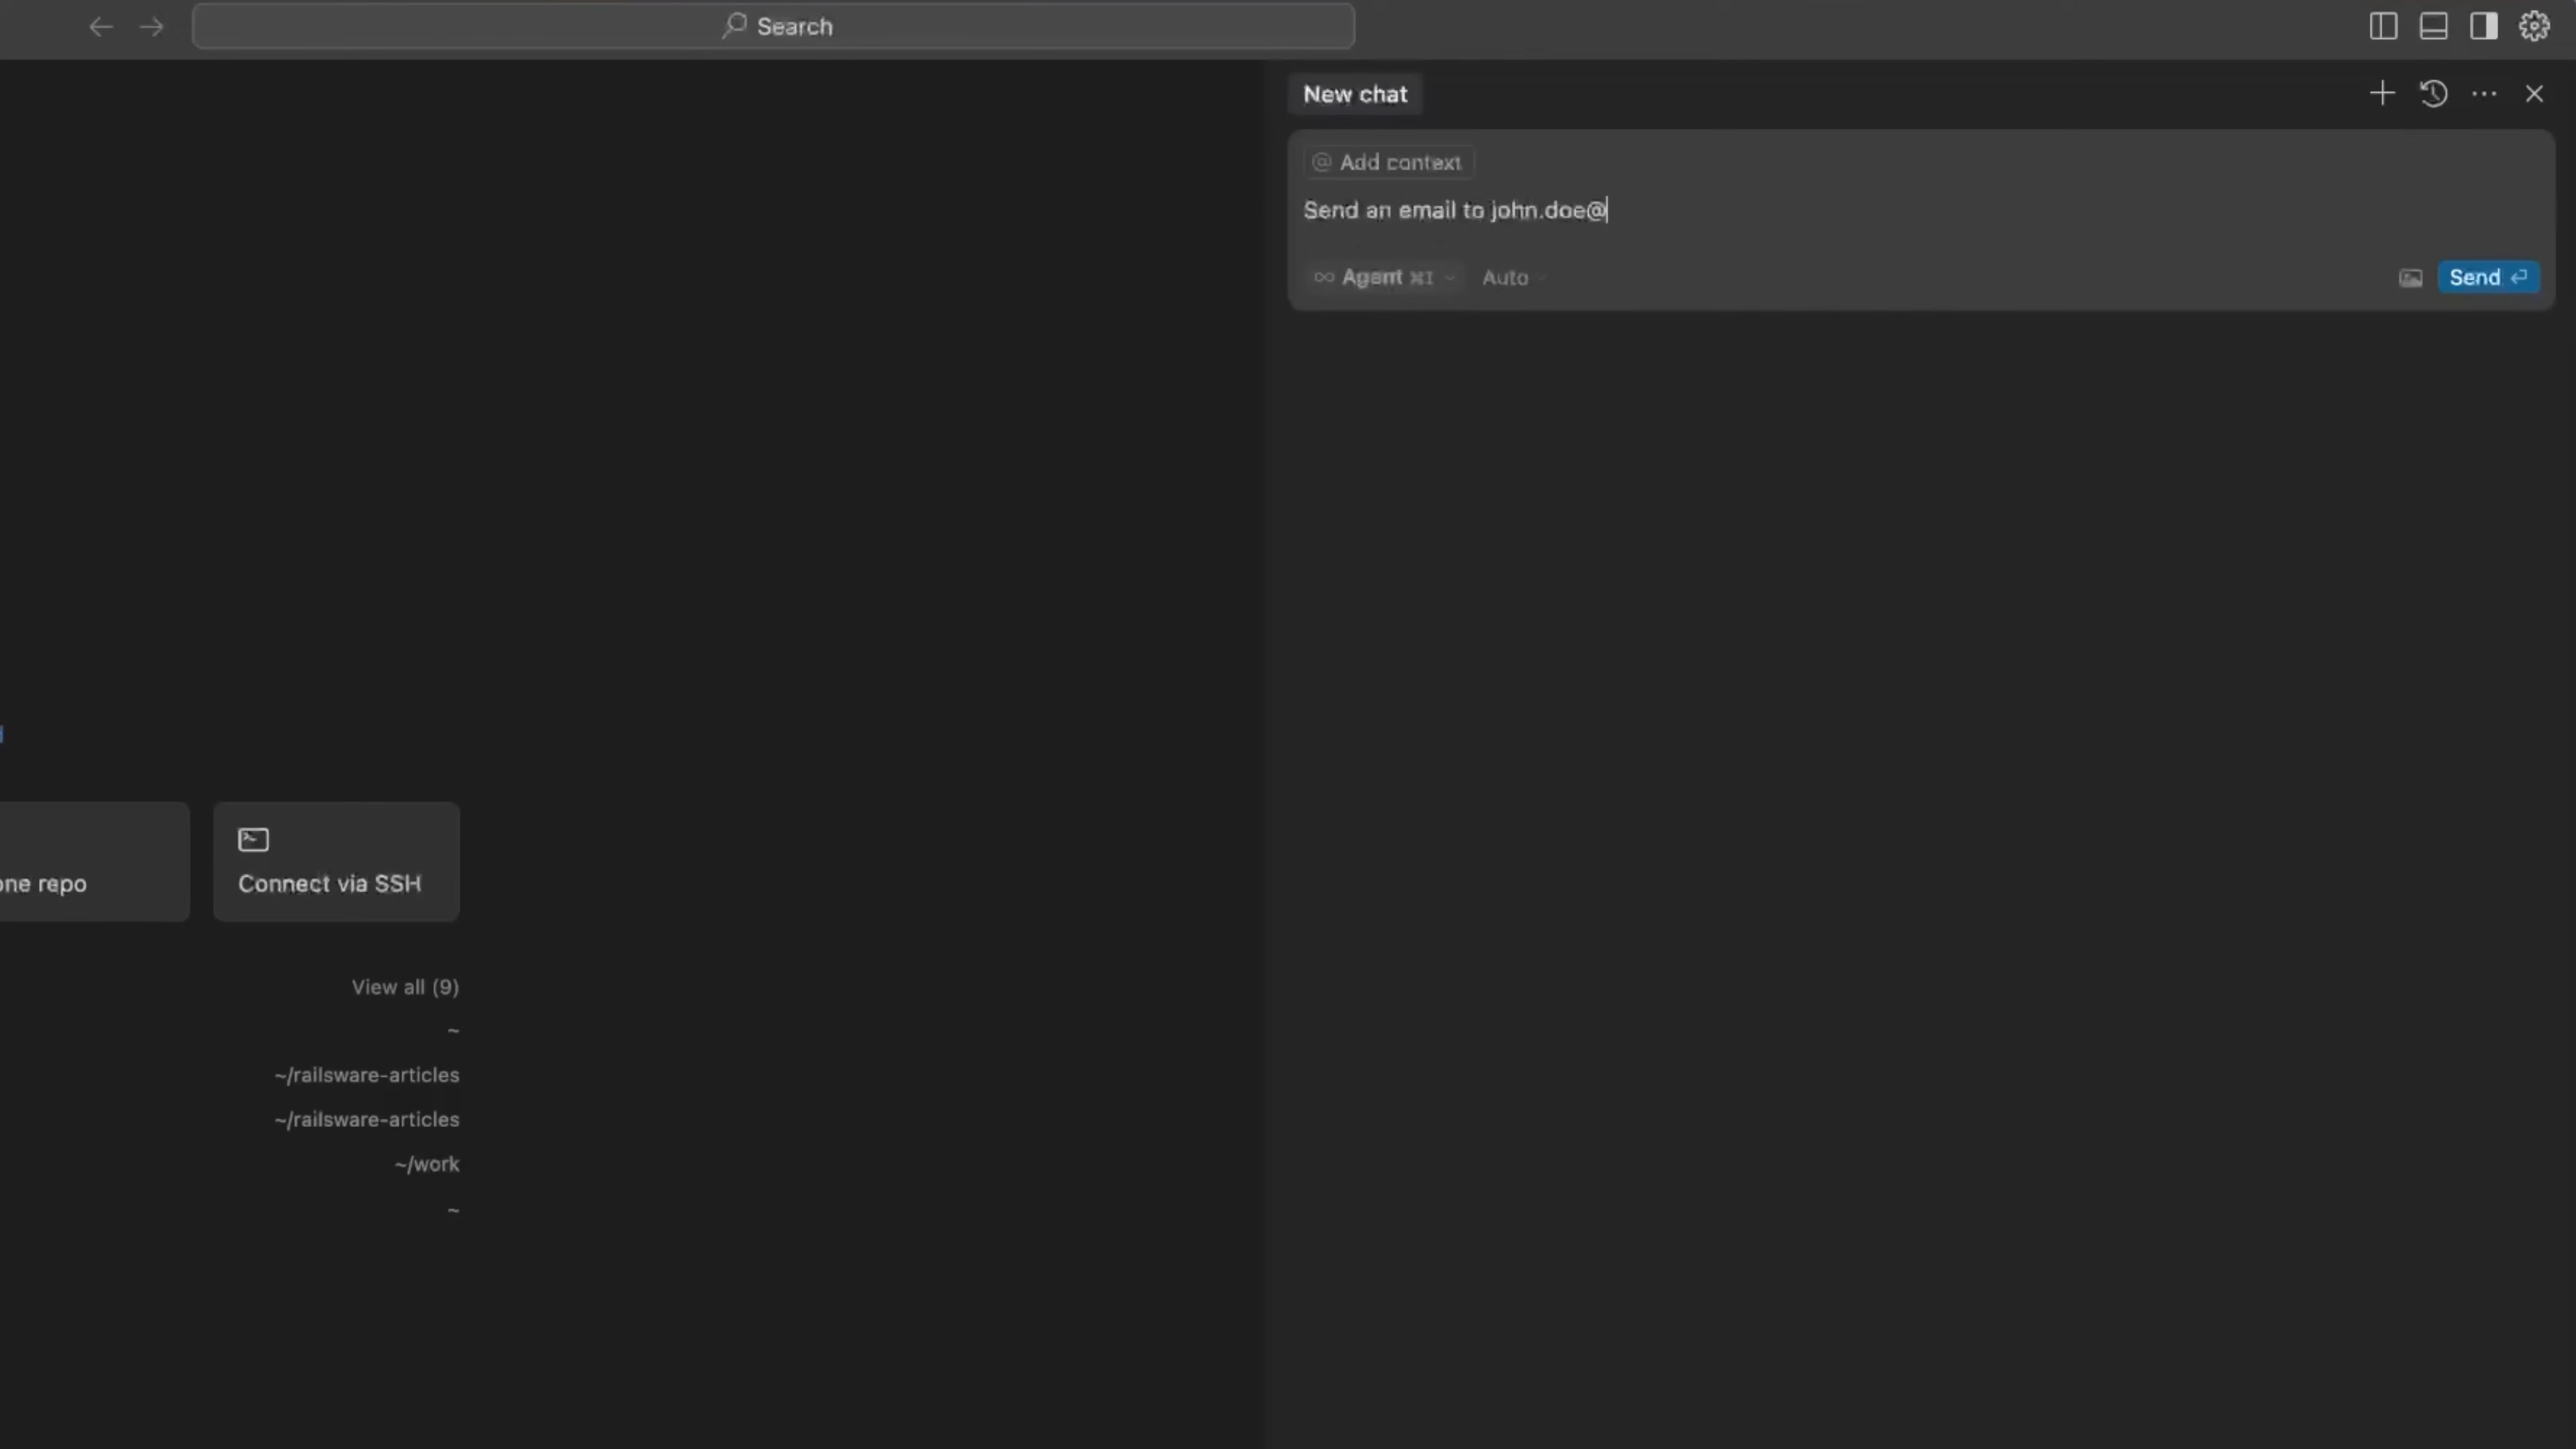 Search
New chat
@ Add context
Send an email to john.doe@
Agent ⌘I
Auto
Send
one repo
Connect via SSH
View all (9)
~
~/railsware-articles
~/railsware-articles
~/work
~